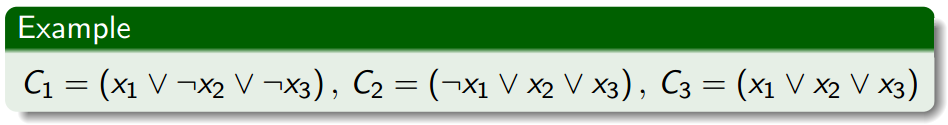 Example
C₁ = (x₁ ∨ ¬x₂ ∨ ¬x₃), C₂ = (¬x₁ ∨ x₂ ∨ x₃), C₃ = (x₁ ∨ x₂ ∨ x₃)